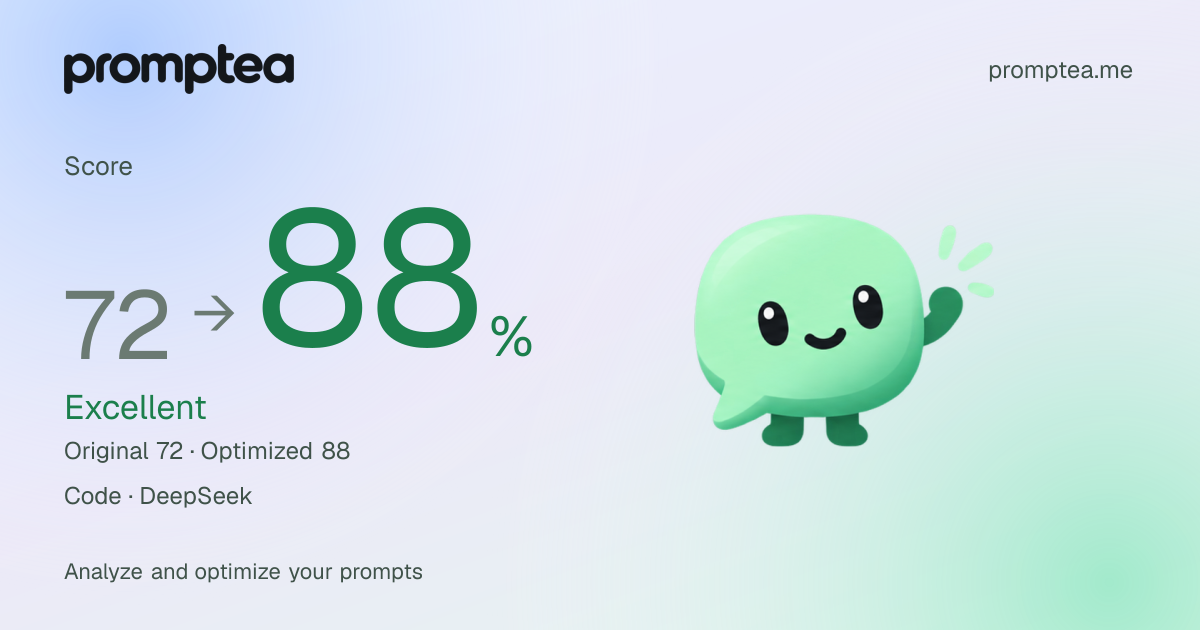 promptea
promptea.me
Score
72 → 88%
Excellent
Original 72 · Optimized 88
Code · DeepSeek
Analyze and optimize your prompts